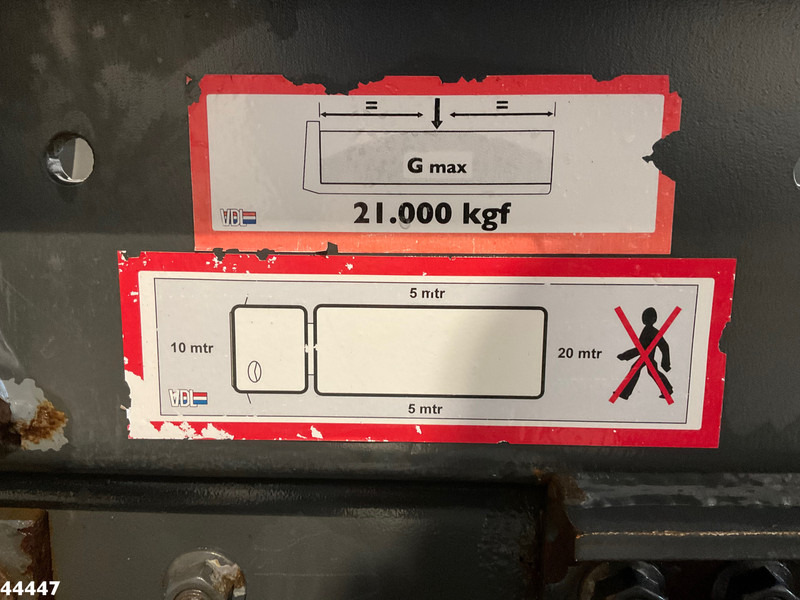 = =
G max
21.000 kgf
VDL
5 mtr
10 mtr
20 mtr
VDL
5 mtr
44447